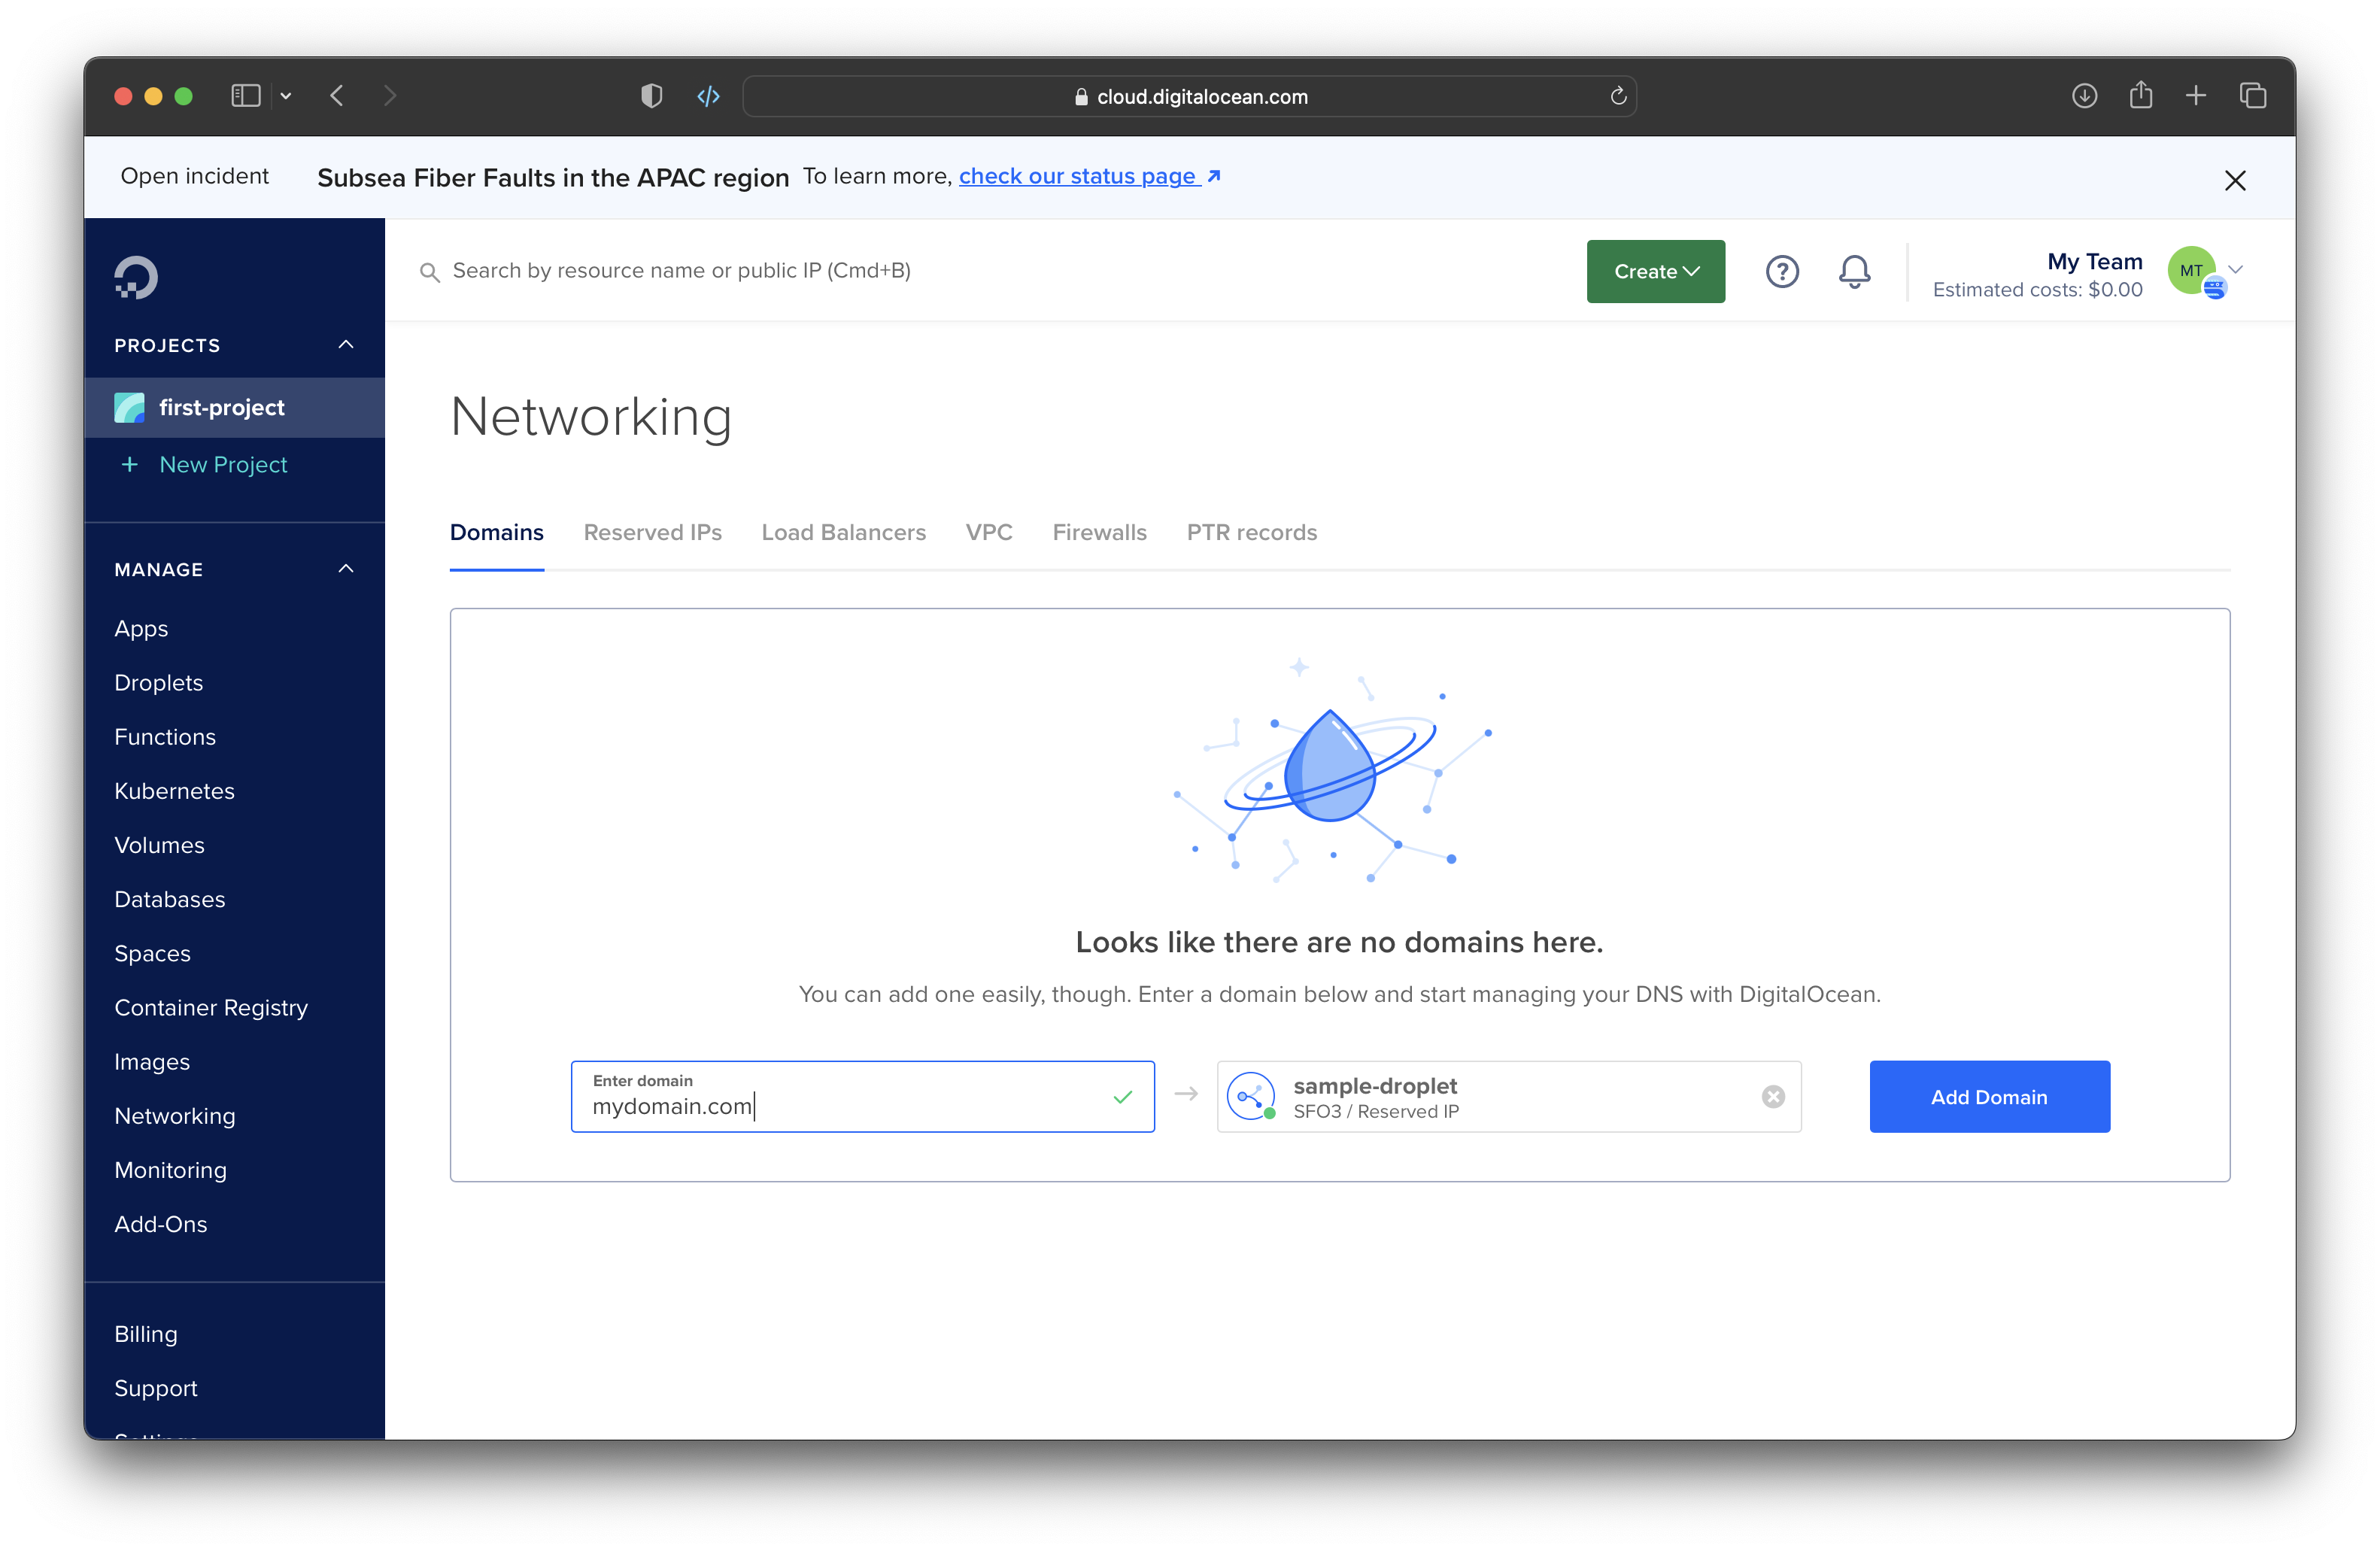 cloud.digitalocean.com
Open incident Subsea Fiber Faults in the APAC region To learn more, check our status page
Search by resource name or public IP (Cmd+B)
Create
My Team
Estimated costs: $0.00
MT
PROJECTS
first-project
+ New Project
MANAGE
Apps
Droplets
Functions
Kubernetes
Volumes
Databases
Spaces
Container Registry
Images
Networking
Monitoring
Add-Ons
Billing
Support
Networking
Domains Reserved IPs Load Balancers VPC Firewalls PTR records
Looks like there are no domains here.
You can add one easily, though. Enter a domain below and start managing your DNS with DigitalOcean.
Enter domain
mydomain.com
sample-droplet
SFO3 / Reserved IP
Add Domain